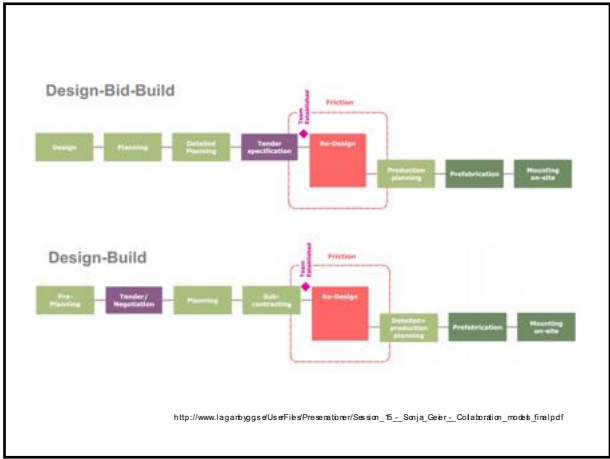 Design-Bid-Build
Team
Established
Friction
Design
Planning
Detailed
Planning
Tender
specification
Re-Design
Production
planning
Prefabrication
Mounting
on-site
Design-Build
Team
Established
Friction
Pre-
Planning
Tender/
Negotiation
Planning
Sub-
contracting
Re-Design
Detailed+
production
planning
Prefabrication
Mounting
on-site
http://www.laganbygg.se/UserFiles/Presentationer/Session_15_-_Sonja_Geier_-_Collaboration_models_final.pdf